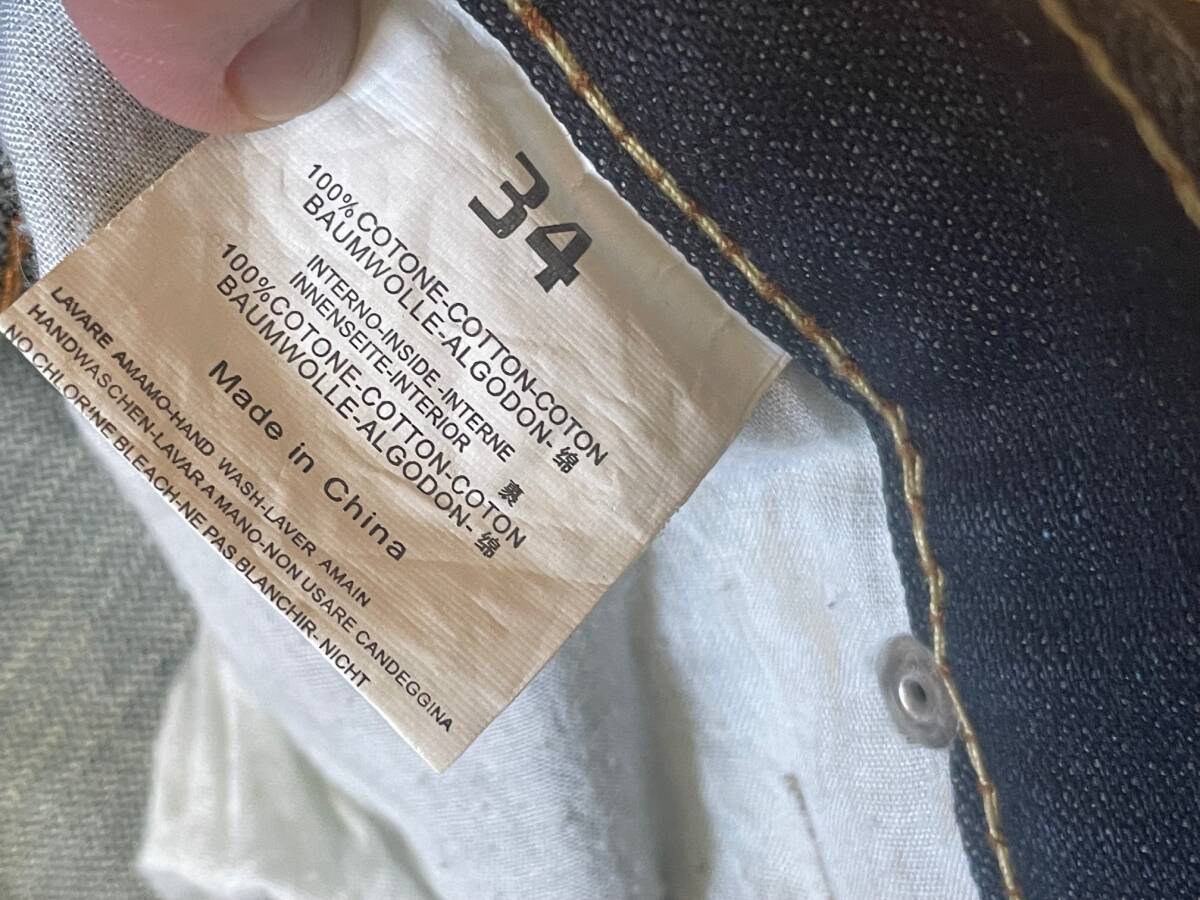 34
100%COTONE-COTTON-COTON
BAUMWOLLE-ALGODON-绵
INTERNO-INSIDE-INTERNE
INNENSEITE-INTERIOR 裏
100%COTONE-COTTON-COTON
BAUMWOLLE-ALGODON-绵
Made in China
LAVARE AMAMO-HAND WASH-LAVER AMAIN
HANDWASCHEN-LAVAR A MANO-NON USARE CANDEGGINA
NO CHLORINE BLEACH-NE PAS BLANCHIR- NICHT